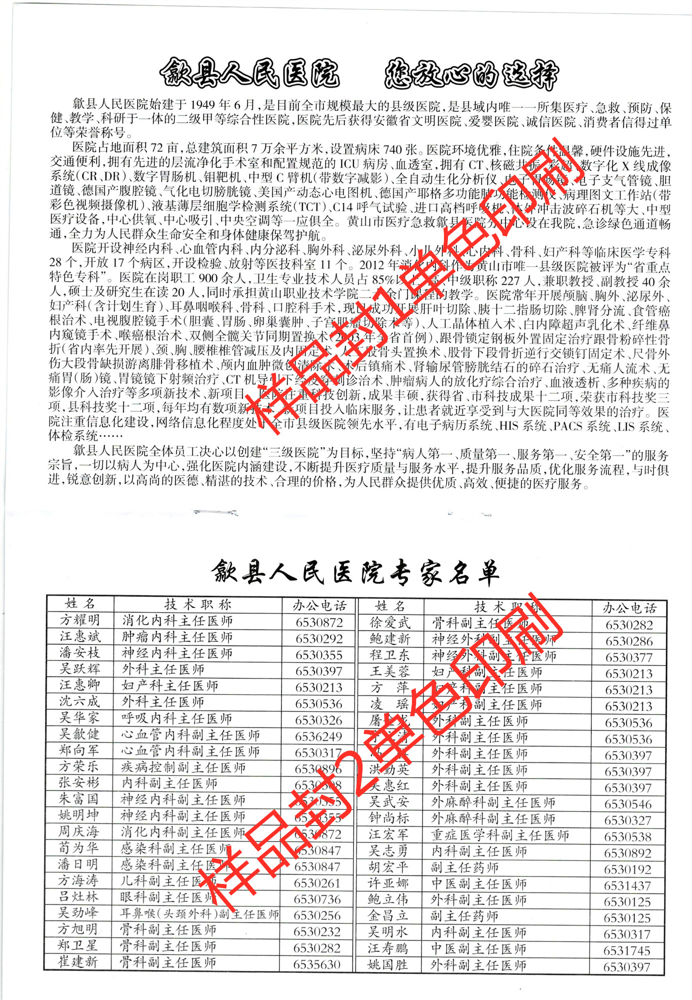 歙县人民医院 您放心的选择
歙县人民医院始建于 1949 年 6 月,是目前全市规模最大的县级医院,是县域内唯一一所集医疗、急救、预防、保
健、教学、科研于一体的二级甲等综合性医院,医院先后获得安徽省文明医院、爱婴医院、诚信医院、消费者信得过单
位等荣誉称号。
医院占地面积 72 亩,总建筑面积 7 万余平方米,设置病床 740 张。医院环境优雅,住院条件温馨,硬件设施先进,
交通便利,拥有先进的层流净化手术室和配置规范的 ICU 病房、血透室,拥有 CT、核磁共振、彩超、数字化 X 线成像
系统(CR、DR)、数字胃肠机、钼靶机、中型 C 臂机(带数字减影)、全自动生化分析仪、电子胃肠镜、电子支气管镜、胆
道镜、德国产腹腔镜、气化电切膀胱镜、美国产动态心电图机、德国产耶格多功能肺功能检测仪、病理图文工作站(带
彩色视频摄像机)、液基薄层细胞学检测系统(TCT)、C14 呼气试验、进口高档呼吸机、体外冲击波碎石机等大、中型
医疗设备,中心供氧、中心吸引、中央空调等一应俱全。黄山市医疗急救歙县医院分中心设在我院,急诊绿色通道畅
通,全力为人民群众生命安全和身体健康保驾护航。
医院开设神经内科、心血管内科、内分泌科、胸外科、泌尿外科、小儿外科、心内科、骨科、妇产科等临床医学专科
28 个,开放 17 个病区,开设检验、放射等医技科室 11 个。2012 年消化内科作为黄山市唯一县级医院被评为“省重点
特色专科”。医院在岗职工 900 余人,卫生专业技术人员占 85%以上,高、中级职称 227 人,兼职教授、副教授 40 余
人,硕士及研究生在读 20 人,同时承担黄山职业技术学院二十余门课程的教学。医院常年开展颅脑、胸外、泌尿外、
妇产科(含计划生育)、耳鼻咽喉科、骨科、口腔科手术,现已成功开展肝叶切除、胰十二指肠切除、脾肾分流、食管癌
根治术、电视腹腔镜手术(胆囊、胃肠、卵巢囊肿、子宫肌瘤切除术等)、人工晶体植入术、白内障超声乳化术、纤维鼻
内窥镜手术、喉癌根治术、双侧全髋关节同期置换术(2003 年全省首例)、跟骨锁定钢板外置固定治疗跟骨粉碎性骨
折(省内率先开展)、颈、胸、腰椎椎管减压及内固定术、人工股骨头置换术、股骨下段骨折逆行交锁钉固定术、尺骨外
伤大段骨缺损游离腓骨移植术、颅内血肿微创清除术、术后镇痛术、肾输尿管膀胱结石的碎石治疗、无痛人流术、无
痛胃(肠)镜、胃镜镜下射频治疗、CT 机导引下经皮穿刺诊治术、肿瘤病人的放化疗综合治疗、血液透析、多种疾病的
影像介入治疗等多项新技术、新项目。医院注重科技创新,成果丰硕,获得省、市科技成果十二项,荣获市科技奖三
项,县科技奖十二项,每年均有数项新技术、新项目投入临床服务,让患者就近享受到与大医院同等效果的治疗。医
院注重信息化建设,网络信息化程度处于全市县级医院领先水平,有电子病历系统、HIS 系统、PACS 系统、LIS 系统、
体检系统……
歙县人民医院全体员工决心以创建“三级医院”为目标,坚持“病人第一、质量第一、服务第一、安全第一”的服务
宗旨,一切以病人为中心,强化医院内涵建设,不断提升医疗质量与服务水平,提升服务品质,优化服务流程,与时俱
进,锐意创新,以高尚的医德、精湛的技术、合理的价格,为人民群众提供优质、高效、便捷的医疗服务。
样品封1单色印刷
歙县人民医院专家名单
姓 名 技 术 职 称 办公电话 姓 名 技 术 职 称 办公电话
方耀明 消化内科主任医师 6530872 徐爱武 骨科副主任医师 6530282
汪惠斌 肿瘤内科主任医师 6530292 鲍建新 神经外科副主任医师 6530286
潘安枝 神经内科主任医师 6530355 程卫东 神经外科副主任医师 6530377
吴跃辉 外科主任医师 6530397 王美蓉 妇产科副主任医师 6530213
汪惠卿 妇产科主任医师 6530213 方 萍 妇产科副主任医师 6530213
沈六成 外科主任医师 6530536 凌 瑶 妇产科副主任医师 6530213
吴华家 呼吸内科主任医师 6530326 屠 外科副主任医师 6530536
吴歙健 心血管内科副主任医师 6536249 外科副主任医师 6530536
郑向军 心血管内科副主任医师 6530317 外科副主任医师 6530397
方荣乐 疾病控制副主任医师 6530896 洪勤英 外科副主任医师 6530397
张安彬 内科副主任医师 吴惠红 外科副主任医师 6530397
朱富国 神经内科副主任医师 6530355 吴武安 外麻醉科副主任医师 6530546
姚明坤 神经内科副主任医师 6530355 钟尚标 外麻醉科副主任医师 6530327
周庆海 消化内科副主任医师 6530872 汪宏军 重症医学科副主任医师 6530538
荀为华 感染科副主任医师 6530847 吴志勇 内科副主任医师 6530892
潘日明 感染科副主任医师 6530847 胡宏平 副主任药师 6530192
方海涛 儿科副主任医师 6530261 许亚娜 中医副主任医师 6531437
吕灶林 眼科副主任医师 6530736 鲍立伟 外科副主任医师 6530125
吴劲峰 耳鼻喉(头颈外科)副主任医师 6530256 金昌立 副主任药师 6530125
方旭明 骨科副主任医师 6530232 吴明水 内科副主任医师 6530317
郑卫星 骨科副主任医师 6530282 汪寿鹏 中医副主任医师 6531745
崔建新 骨科副主任医师 6535630 姚国胜 外科副主任医师 6530397
样品封2单色印刷